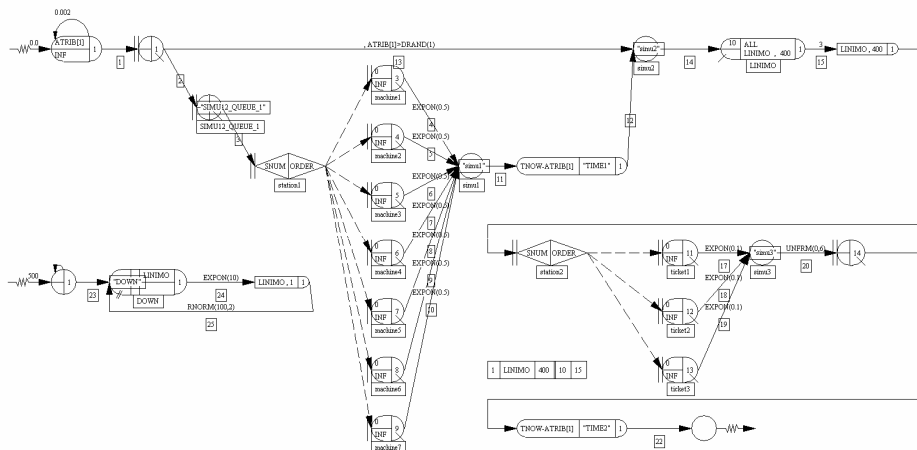 0.002
0.0
ATRIB[1]
INF
1
1
1
, ATRIB[1]>DRAND(1)
13
2
"SIMU12_QUEUE_1"
SIMU12_QUEUE_1
3
SNUM ORDER
station1
0
INF
3
machine1
0
INF
4
machine2
0
INF
5
machine3
0
INF
6
machine4
0
INF
7
machine5
0
INF
8
machine6
0
INF
9
machine7
EXPON(0.5)
4
EXPON(0.5)
5
EXPON(0.5)
6
EXPON(0.5)
7
EXPON(0.5)
8
EXPON(0.5)
9
EXPON(0.5)
10
"simu1"
simu1
11
TNOW-ATRIB[1] "TIME1" 1
12
"simu2"
simu2
14
10
ALL
LINIMO , 400
1
LINIMO
3
15
LINIMO , 400 1
SNUM ORDER
station2
0
INF
11
ticket1
0
INF
12
ticket2
0
INF
13
ticket3
EXPON(0.1)
17
EXPON(0.1)
18
EXPON(0.1)
19
"simu3"
simu3
UNFRM(0,6)
20
14
500
1
23
LINIMO
"DOWN"
1
DOWN
EXPON(10)
24
LINIMO , 1 1
RNORM(100,2)
25
1 LINIMO 400 10 15
TNOW-ATRIB[1] "TIME2" 1
22